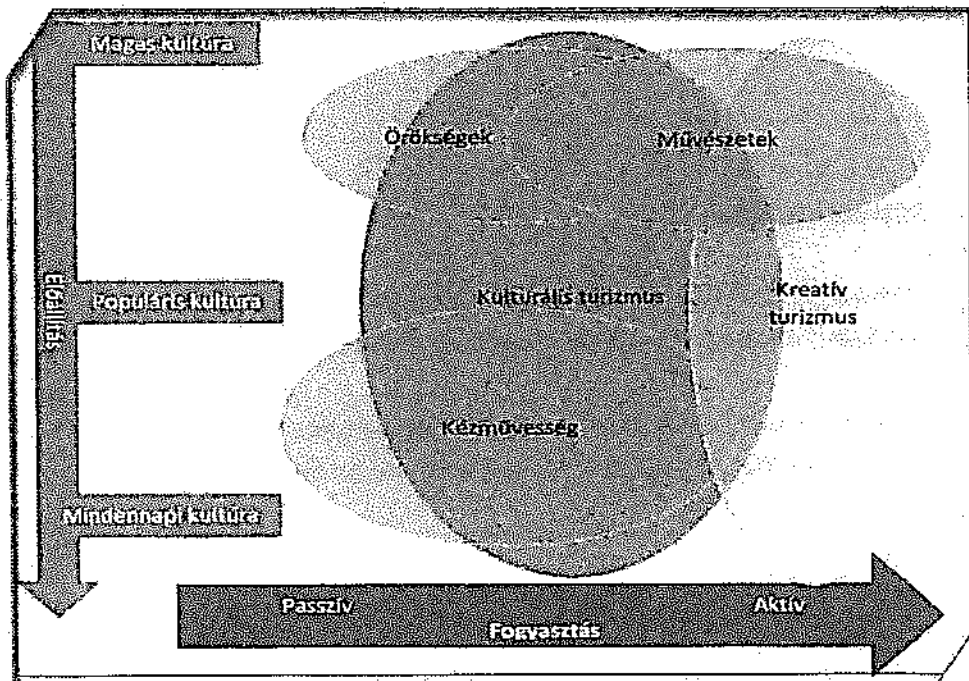 Magas kultúra
Örökségek
Művészetek
Előállítás
Populáris kultúra
Kulturális turizmus
Kreatív
turizmus
Kézművesség
Mindennapi kultúra
Passzív
Aktív
Fogyasztás